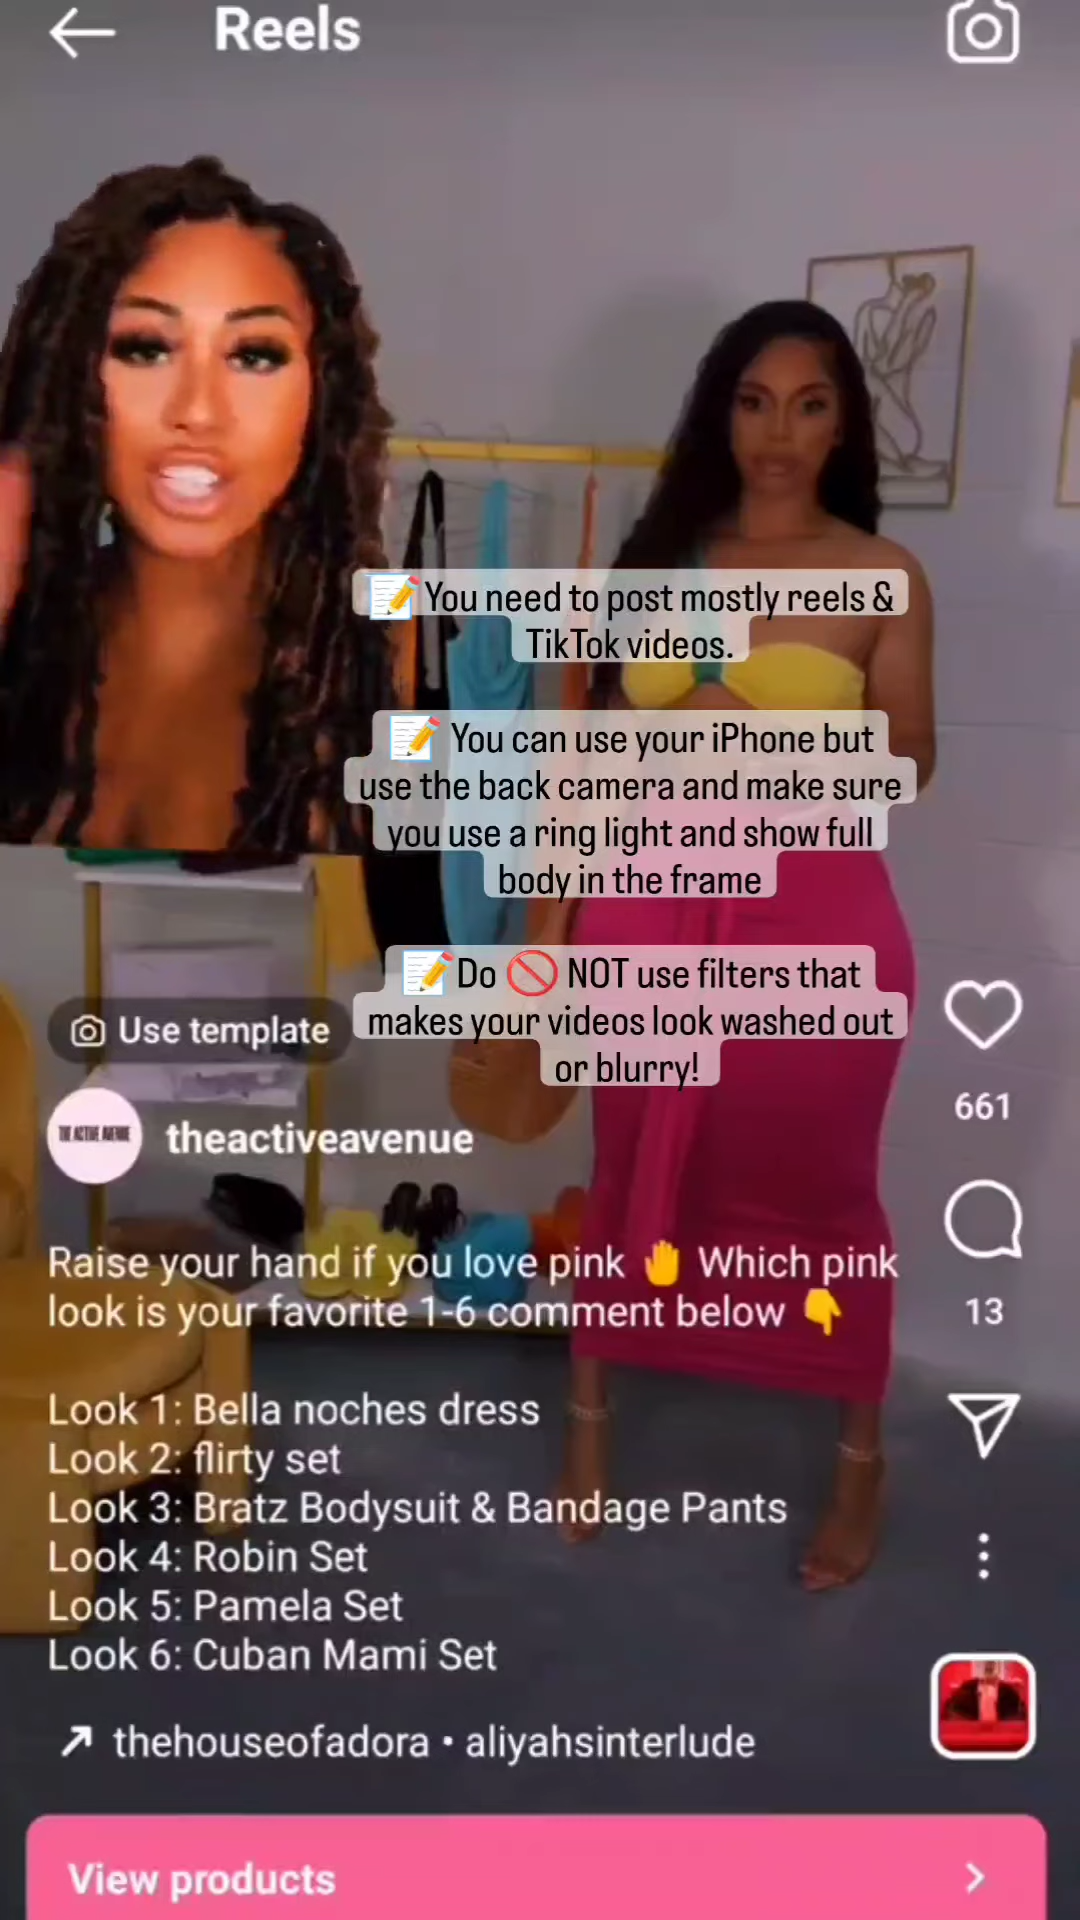 Reels
📝You need to post mostly reels &
TikTok videos.
📝 You can use your iPhone but
use the back camera and make sure
you use a ring light and show full
body in the frame
📝Do 🚫 NOT use filters that
makes your videos look washed out
or blurry!
Use template
THE ACTIVE AVENUE
theactiveavenue
661
Raise your hand if you love pink 🤚 Which pink
look is your favorite 1-6 comment below 👇
13
Look 1: Bella noches dress
Look 2: flirty set
Look 3: Bratz Bodysuit & Bandage Pants
Look 4: Robin Set
Look 5: Pamela Set
Look 6: Cuban Mami Set
thehouseofadora • aliyahsinterlude
View products